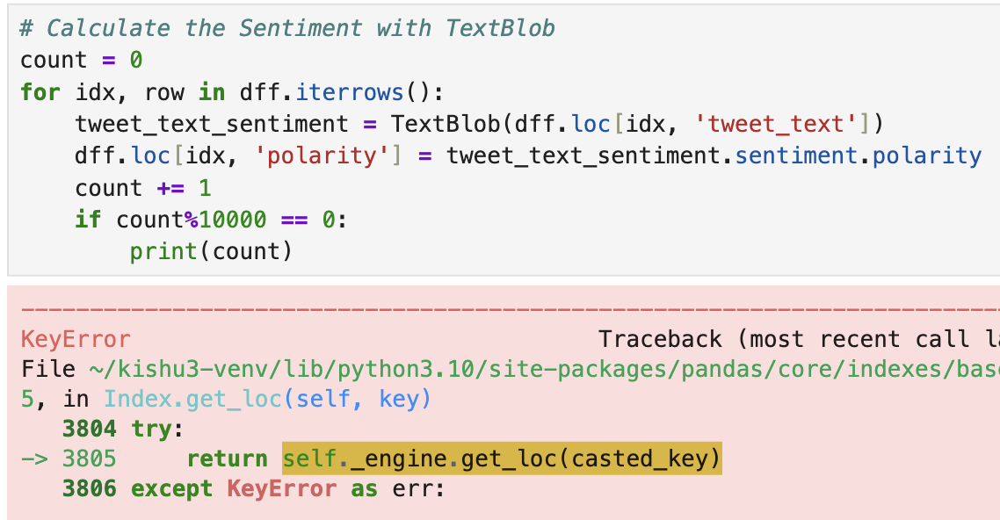 # Calculate the Sentiment with TextBlob
count = 0
for idx, row in dff.iterrows():
    tweet_text_sentiment = TextBlob(dff.loc[idx, 'tweet_text'])
    dff.loc[idx, 'polarity'] = tweet_text_sentiment.sentiment.polarity
    count += 1
    if count%10000 == 0:
        print(count)
--------------------------------------------------------------------------
KeyError                                  Traceback (most recent call
File ~/kishu3-venv/lib/python3.10/site-packages/pandas/core/indexes/bas
5, in Index.get_loc(self, key)
   3804 try:
-> 3805     return self._engine.get_loc(casted_key)
   3806 except KeyError as err: